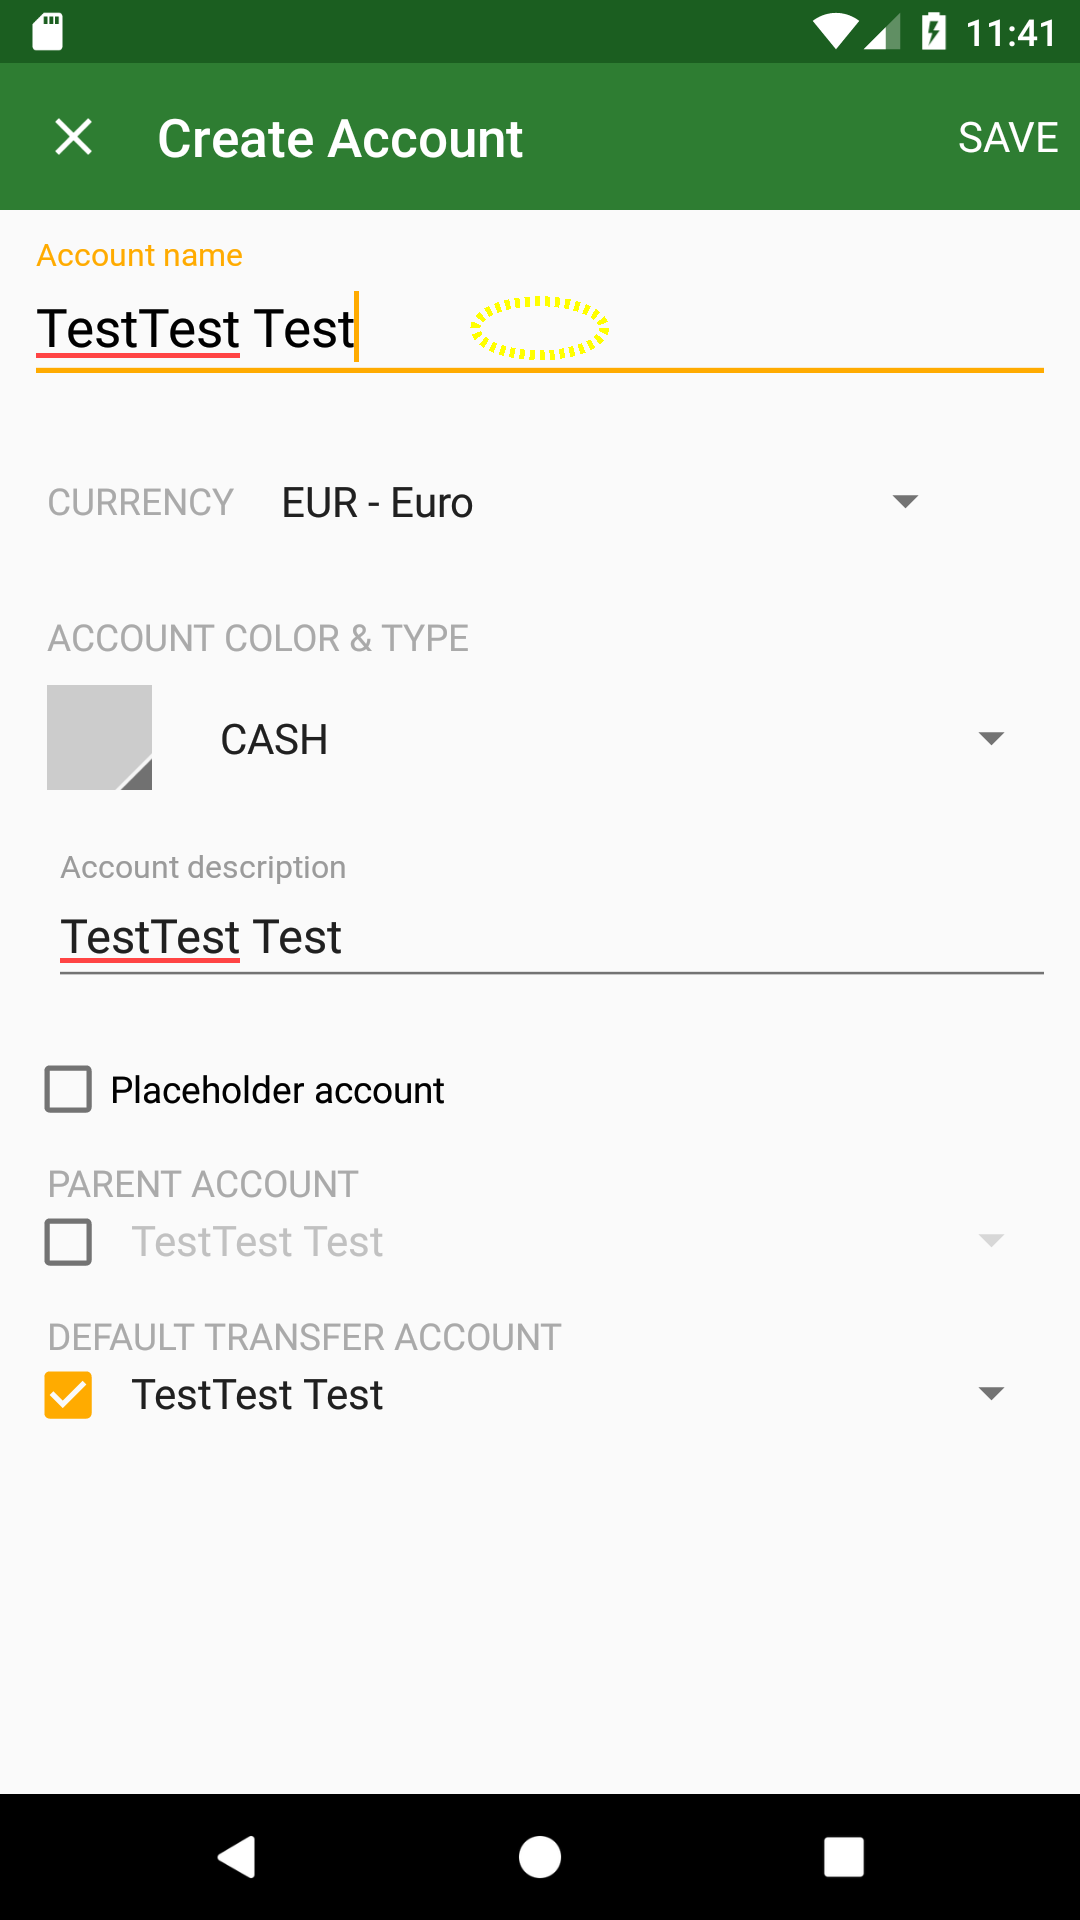 11:41
Create Account
SAVE
Account name
TestTest Test
CURRENCY
EUR - Euro
ACCOUNT COLOR & TYPE
CASH
Account description
TestTest Test
Placeholder account
PARENT ACCOUNT
TestTest Test
DEFAULT TRANSFER ACCOUNT
TestTest Test